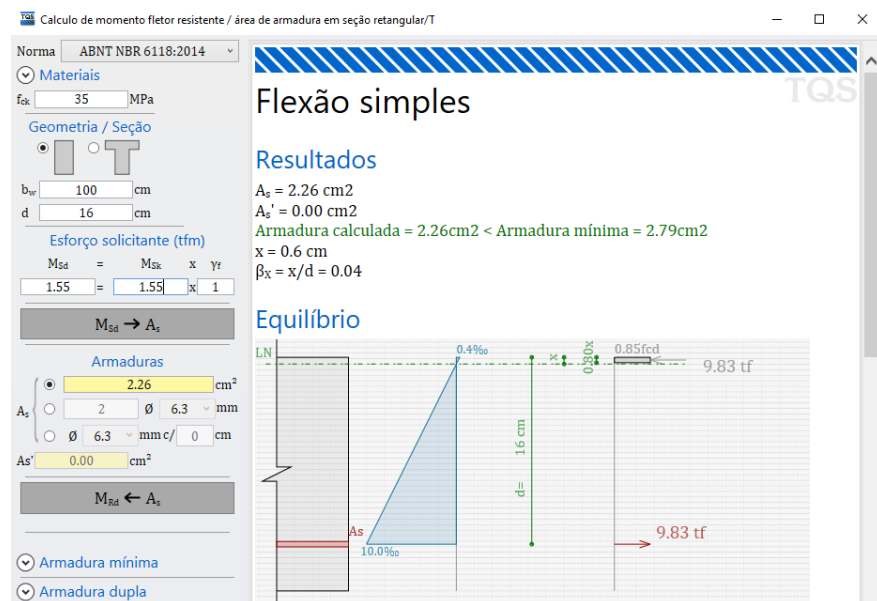 TQS Calculo de momento fletor resistente / área de armadura em seção retangular/T
Norma ABNT NBR 6118:2014
Materiais
fck 35 MPa
Geometria / Seção
bw 100 cm
d 16 cm
Esforço solicitante (tfm)
MSd = MSk x γf
1.55 = 1.55 x 1
MSd → As
Armaduras
2.26 cm²
As 2 Ø 6.3 mm
Ø 6.3 mm c/ 0 cm
As' 0.00 cm²
MRd ← As
Armadura mínima
Armadura dupla
TQS
Flexão simples
Resultados
As = 2.26 cm2
As' = 0.00 cm2
Armadura calculada = 2.26cm2 < Armadura mínima = 2.79cm2
x = 0.6 cm
βx = x/d = 0.04
Equilíbrio
LN
0.4‰
x
0.80x
0.85fcd
9.83 tf
d= 16 cm
As
10.0‰
9.83 tf